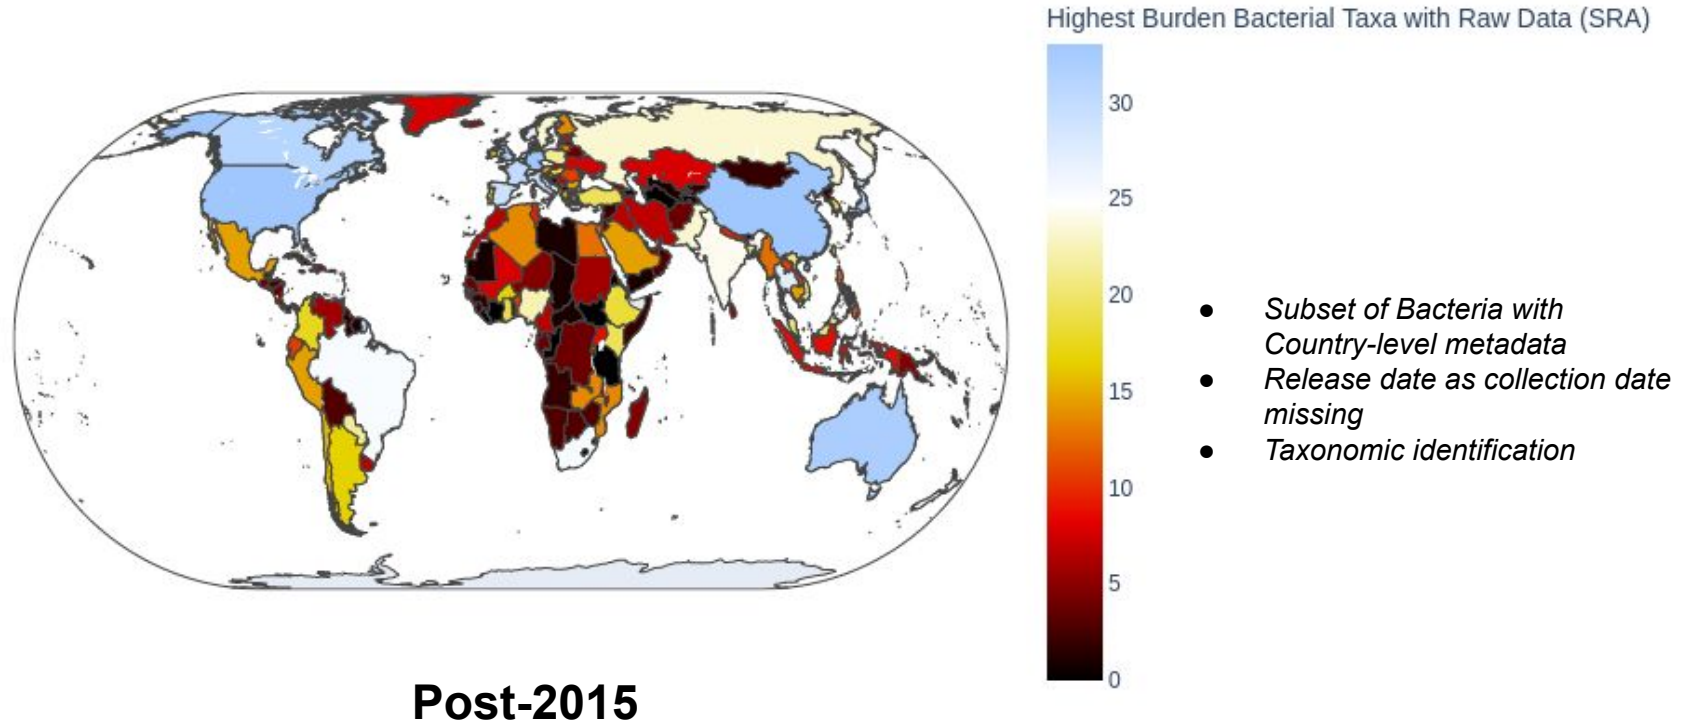 Highest Burden Bacterial Taxa with Raw Data (SRA)
30
25
20
15
10
5
0
● Subset of Bacteria with
Country-level metadata
● Release date as collection date
missing
● Taxonomic identification
Post-2015